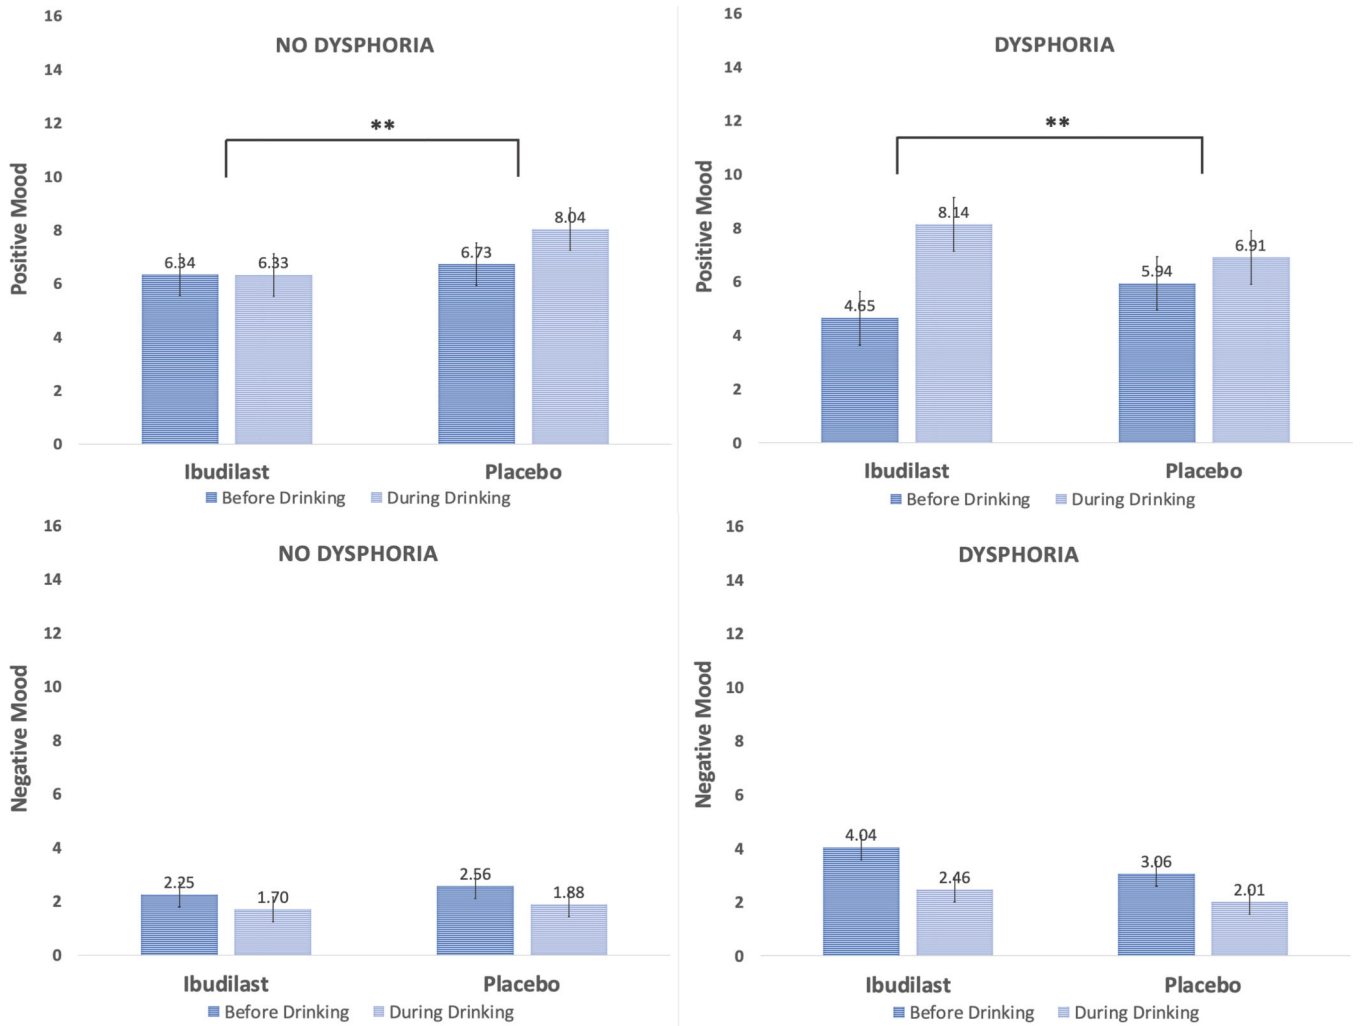 NO DYSPHORIA
Positive Mood
16
14
12
10
8
6
4
2
0
**
6.34
6.33
6.73
8.04
Ibudilast
Placebo
Before Drinking
During Drinking
DYSPHORIA
Positive Mood
16
14
12
10
8
6
4
2
0
**
4.65
8.14
5.94
6.91
Ibudilast
Placebo
Before Drinking
During Drinking
NO DYSPHORIA
Negative Mood
16
14
12
10
8
6
4
2
0
2.25
1.70
2.56
1.88
Ibudilast
Placebo
Before Drinking
During Drinking
DYSPHORIA
Negative Mood
16
14
12
10
8
6
4
2
0
4.04
2.46
3.06
2.01
Ibudilast
Placebo
Before Drinking
During Drinking